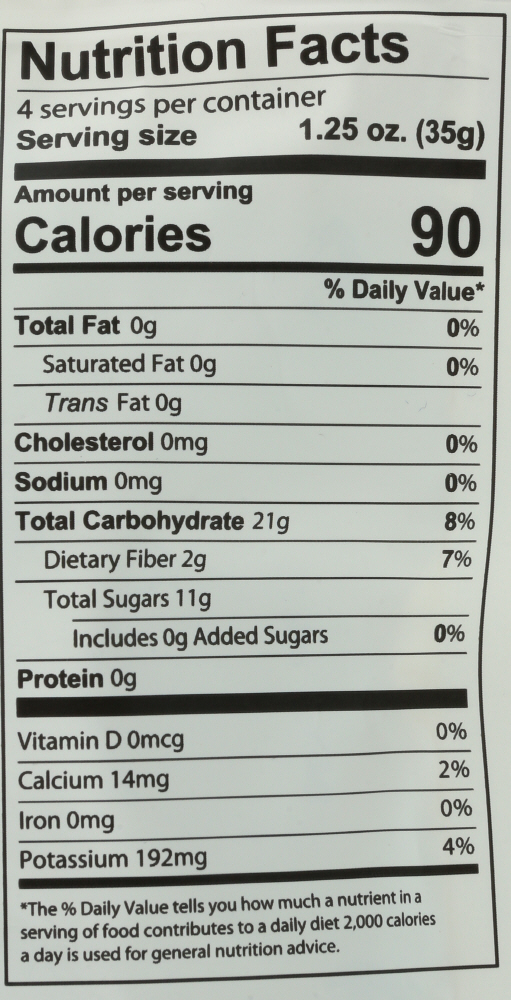 Nutrition Facts
4 servings per container
Serving size 1.25 oz. (35g)
Amount per serving
Calories 90
% Daily Value*
Total Fat 0g 0%
Saturated Fat 0g 0%
Trans Fat 0g
Cholesterol 0mg 0%
Sodium 0mg 0%
Total Carbohydrate 21g 8%
Dietary Fiber 2g 7%
Total Sugars 11g
Includes 0g Added Sugars 0%
Protein 0g
Vitamin D 0mcg 0%
Calcium 14mg 2%
Iron 0mg 0%
Potassium 192mg 4%
*The % Daily Value tells you how much a nutrient in a
serving of food contributes to a daily diet 2,000 calories
a day is used for general nutrition advice.